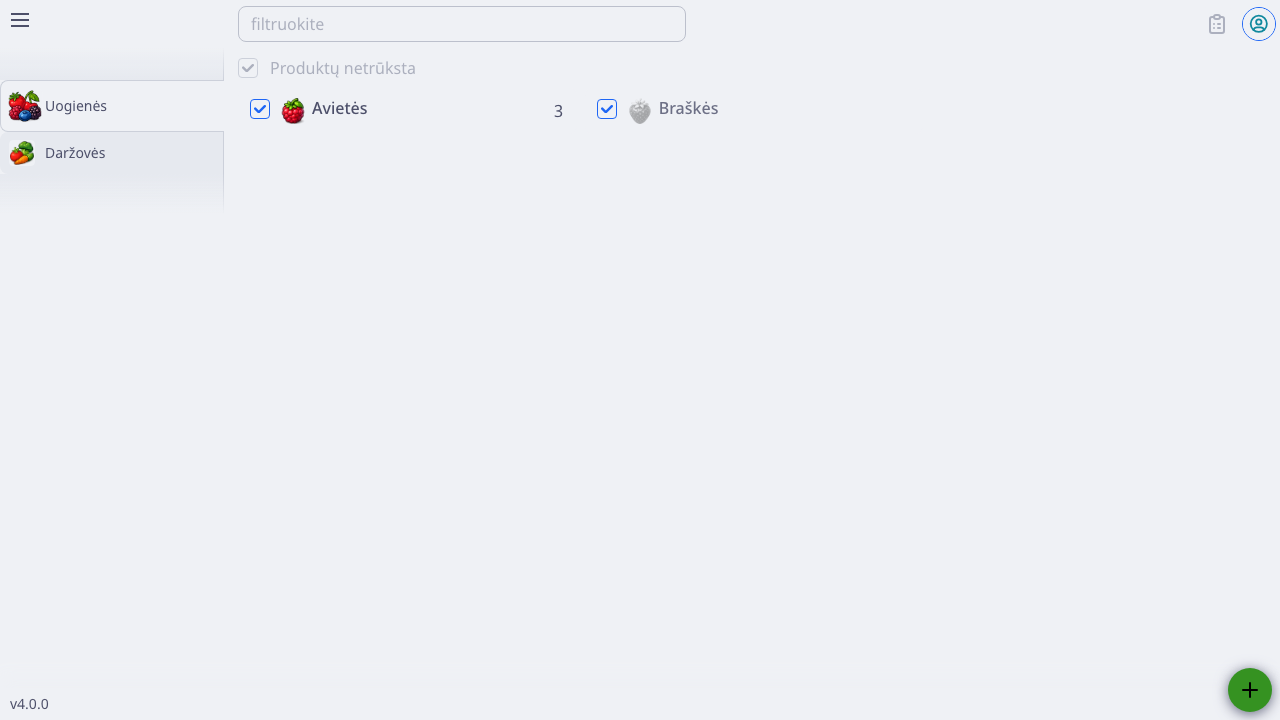 filtruokite
Produktų netrūksta
Uogienės
Avietės 3 Braškės
Daržovės
v4.0.0